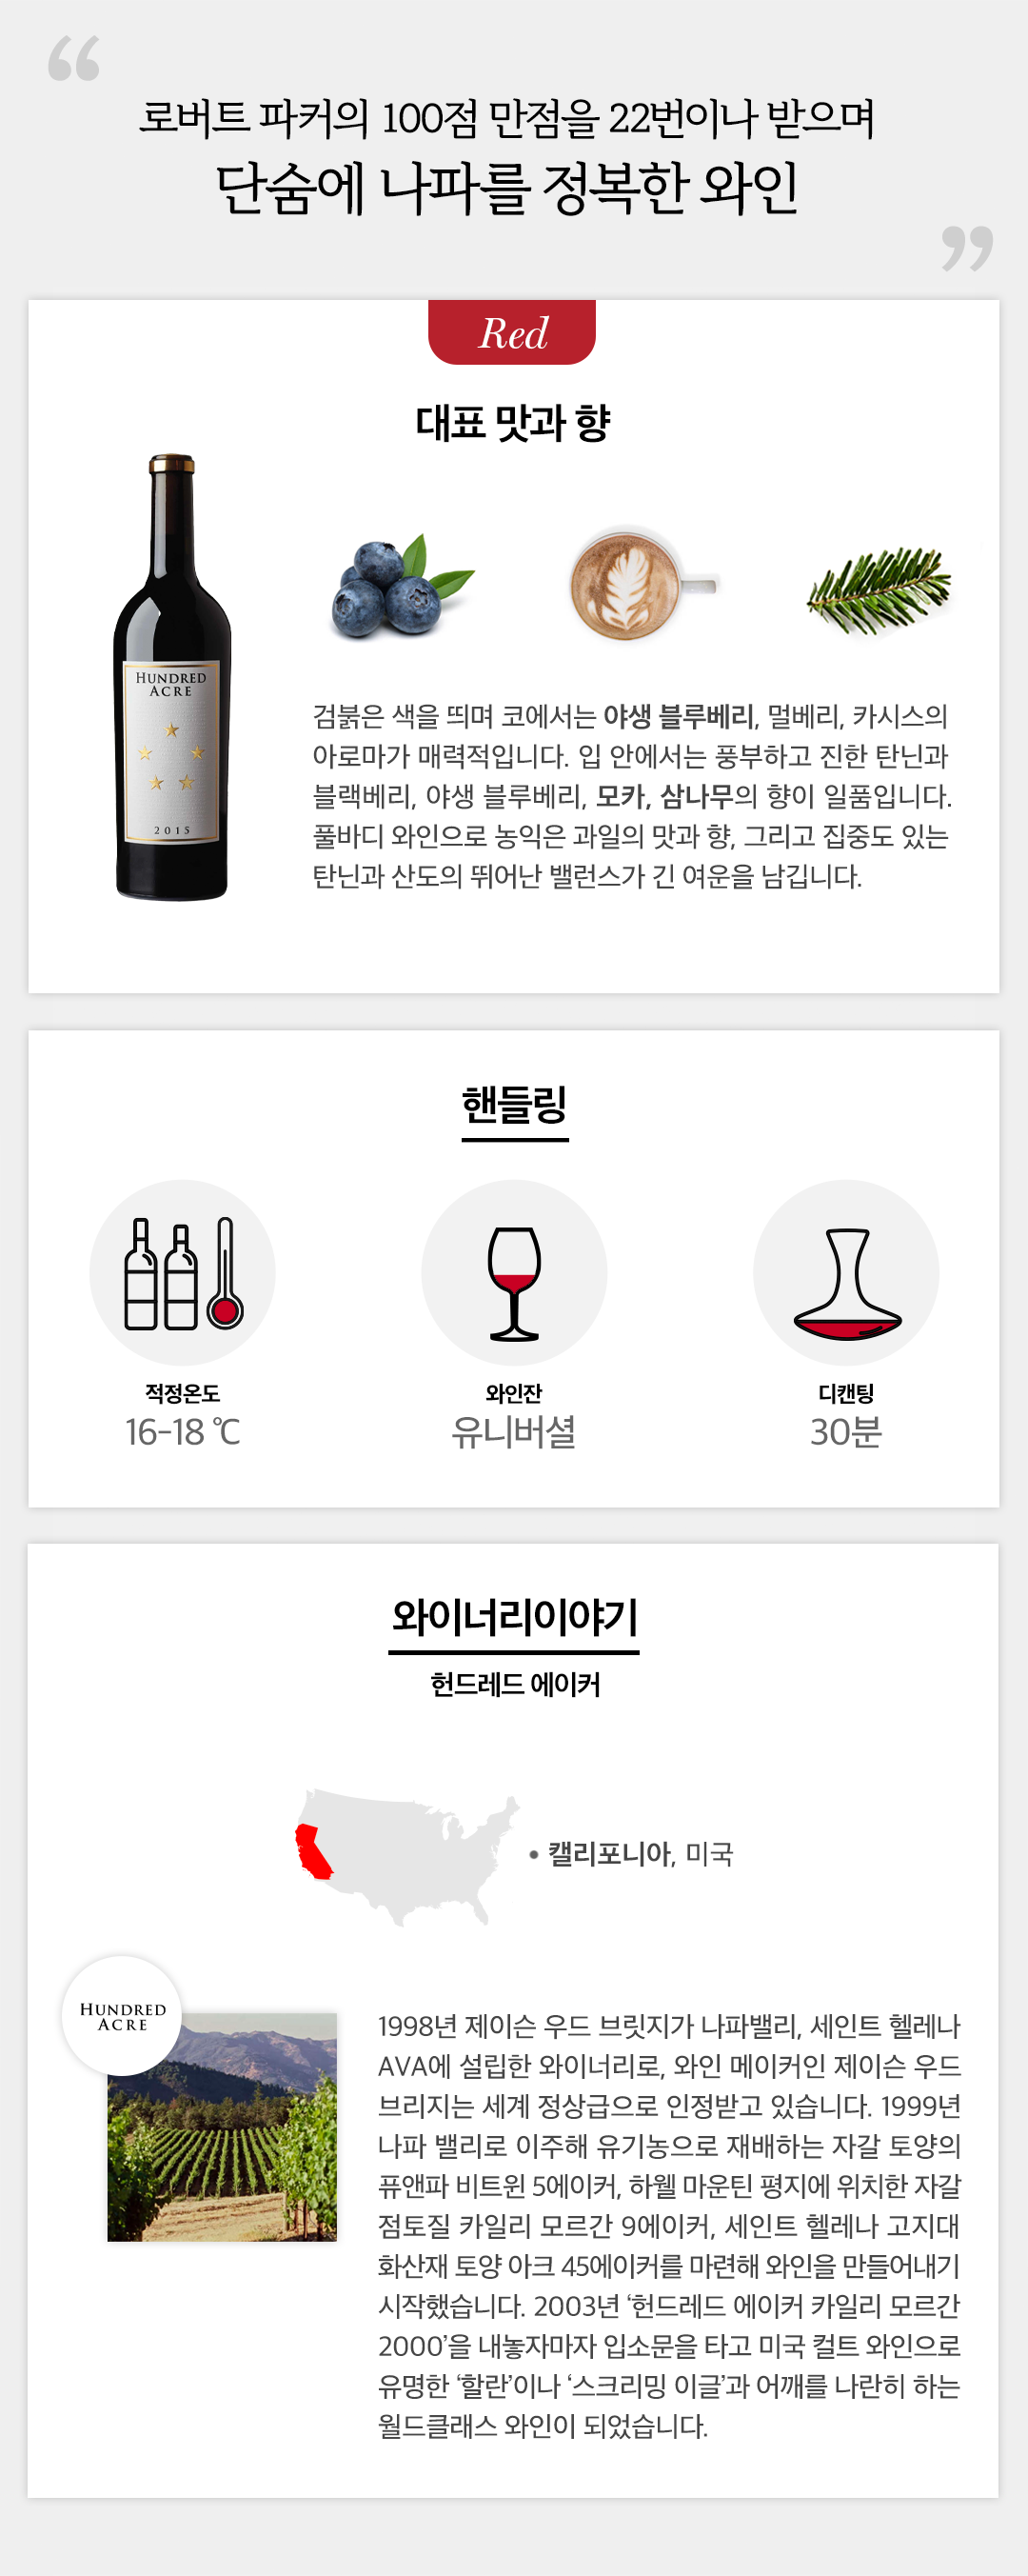 “
로버트 파커의 100점 만점을 22번이나 받으며
단숨에 나파를 정복한 와인
”
Red
대표 맛과 향
HUNDRED
ACRE
2015
검붉은 색을 띄며 코에서는 야생 블루베리, 멀베리, 카시스의
아로마가 매력적입니다. 입 안에서는 풍부하고 진한 탄닌과
블랙베리, 야생 블루베리, 모카, 삼나무의 향이 일품입니다.
풀바디 와인으로 농익은 과일의 맛과 향, 그리고 집중도 있는
탄닌과 산도의 뛰어난 밸런스가 긴 여운을 남깁니다.
핸들링
적정온도
16-18 ℃
와인잔
유니버셜
디캔팅
30분
와이너리이야기
헌드레드 에이커
• 캘리포니아, 미국
HUNDRED
ACRE
1998년 제이슨 우드 브릿지가 나파밸리, 세인트 헬레나
AVA에 설립한 와이너리로, 와인 메이커인 제이슨 우드
브리지는 세계 정상급으로 인정받고 있습니다. 1999년
나파 밸리로 이주해 유기농으로 재배하는 자갈 토양의
퓨앤파 비트윈 5에이커, 하웰 마운틴 평지에 위치한 자갈
점토질 카일리 모르간 9에이커, 세인트 헬레나 고지대
화산재 토양 아크 45에이커를 마련해 와인을 만들어내기
시작했습니다. 2003년 ‘헌드레드 에이커 카일리 모르간
2000’을 내놓자마자 입소문을 타고 미국 컬트 와인으로
유명한 ‘할란’이나 ‘스크리밍 이글’과 어깨를 나란히 하는
월드클래스 와인이 되었습니다.